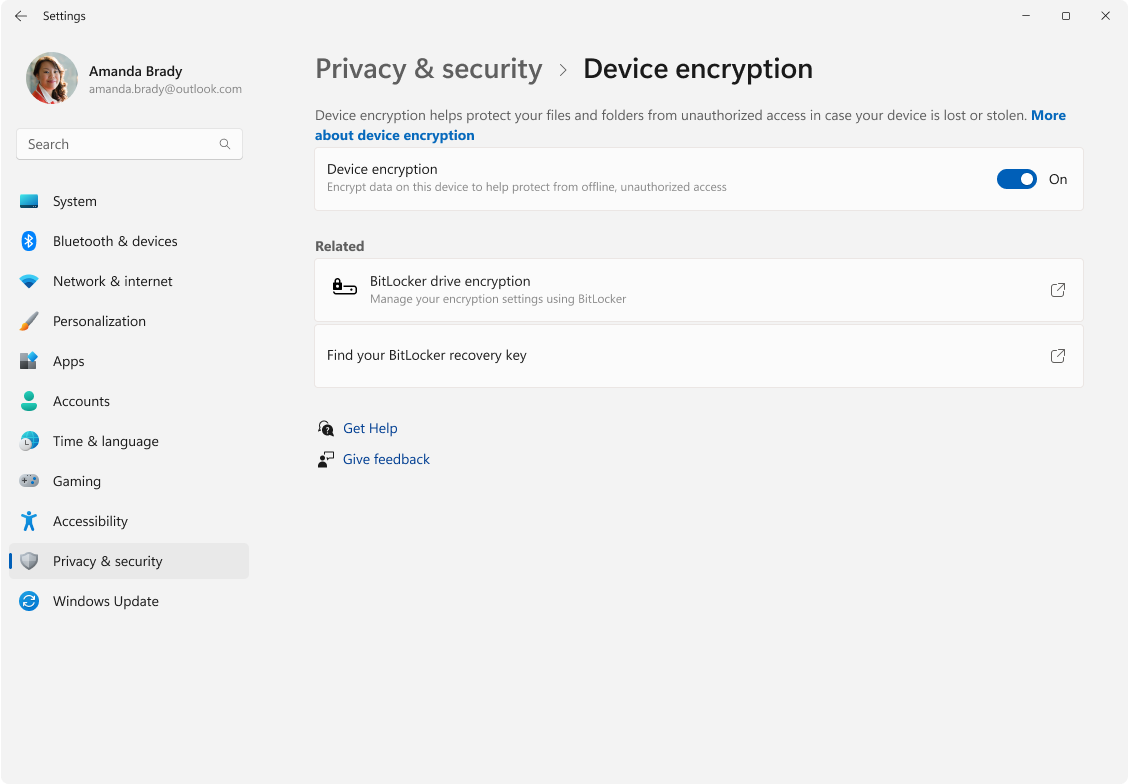 Settings
Amanda Brady
amanda.brady@outlook.com
Search
System
Bluetooth & devices
Network & internet
Personalization
Apps
Accounts
Time & language
Gaming
Accessibility
Privacy & security
Windows Update
Privacy & security > Device encryption
Device encryption helps protect your files and folders from unauthorized access in case your device is lost or stolen. More
about device encryption
Device encryption
Encrypt data on this device to help protect from offline, unauthorized access
On
Related
BitLocker drive encryption
Manage your encryption settings using BitLocker
Find your BitLocker recovery key
Get Help
Give feedback